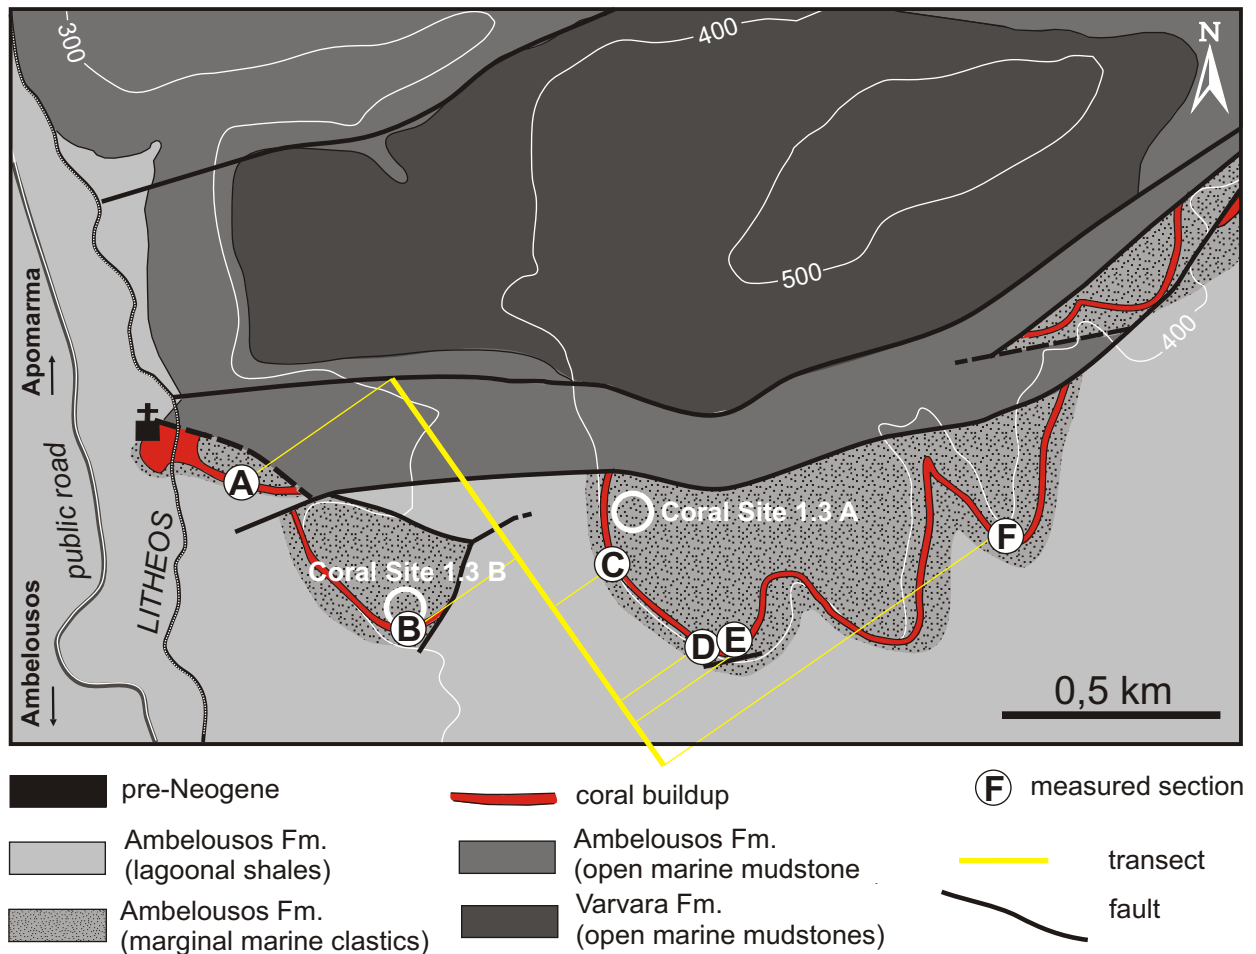 300
400
N
500
400
Apomarma
public road
LITHEOS
Ambelousos
A
Coral Site 1.3 A
C
F
Coral Site 1.3 B
B
D
E
0,5 km
pre-Neogene
coral buildup
F
measured section
Ambelousos Fm.
(lagoonal shales)
Ambelousos Fm.
(open marine mudstone
transect
Ambelousos Fm.
(marginal marine clastics)
Varvara Fm.
(open marine mudstones)
fault